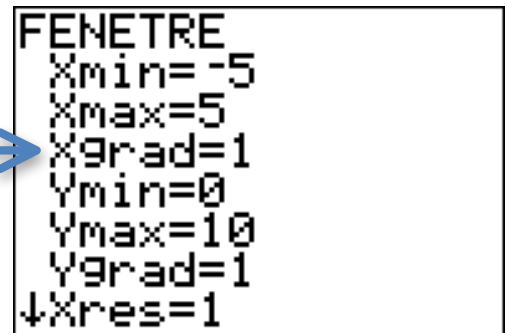 FENETRE
Xmin=-5
Xmax=5
Xgrad=1
Ymin=0
Ymax=10
Ygrad=1
↓Xres=1